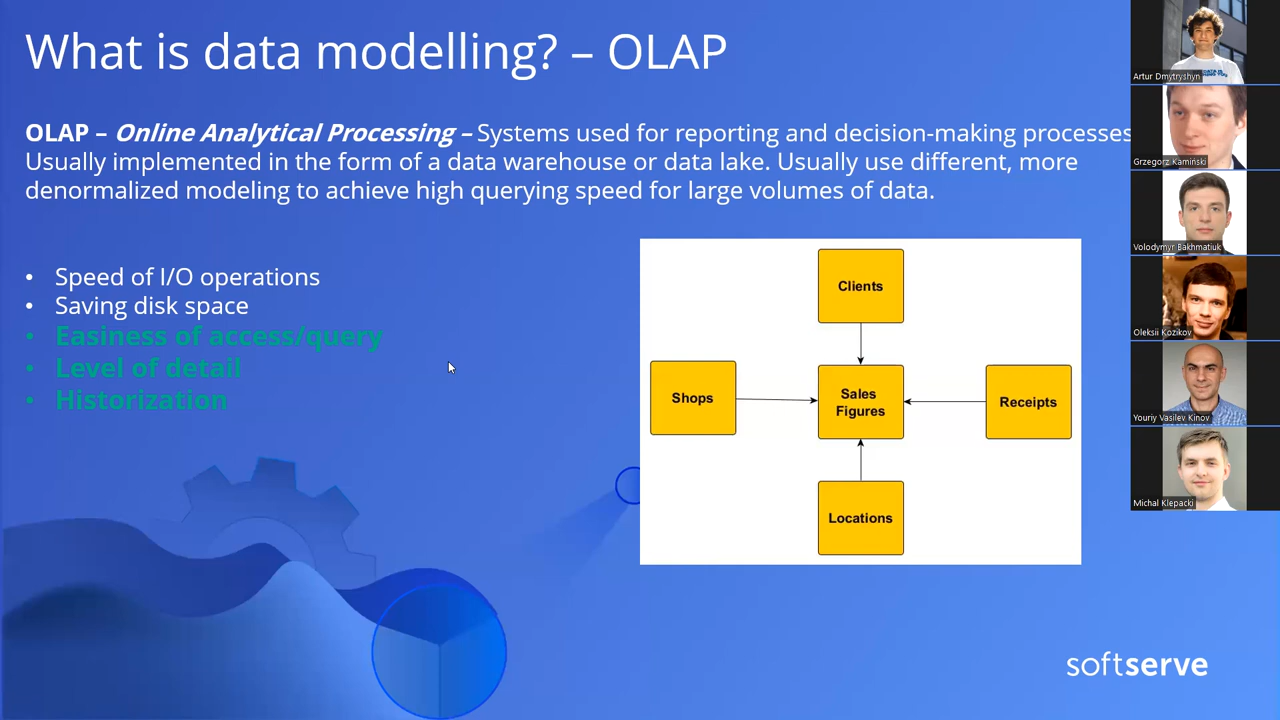 What is data modelling? – OLAP
OLAP – Online Analytical Processing – Systems used for reporting and decision-making processes
Usually implemented in the form of a data warehouse or data lake. Usually use different, more
denormalized modeling to achieve high querying speed for large volumes of data.
• Speed of I/O operations
• Saving disk space
• Easiness of access/query
• Level of detail
• Historization
Clients
Shops
Sales
Figures
Receipts
Locations
softserve
Artur Dmytryshyn
Grzegorz Kamiński
Volodymyr Bakhmatiuk
Oleksii Kozikov
Youriy Vasilev Kinov
Michal Klepacki